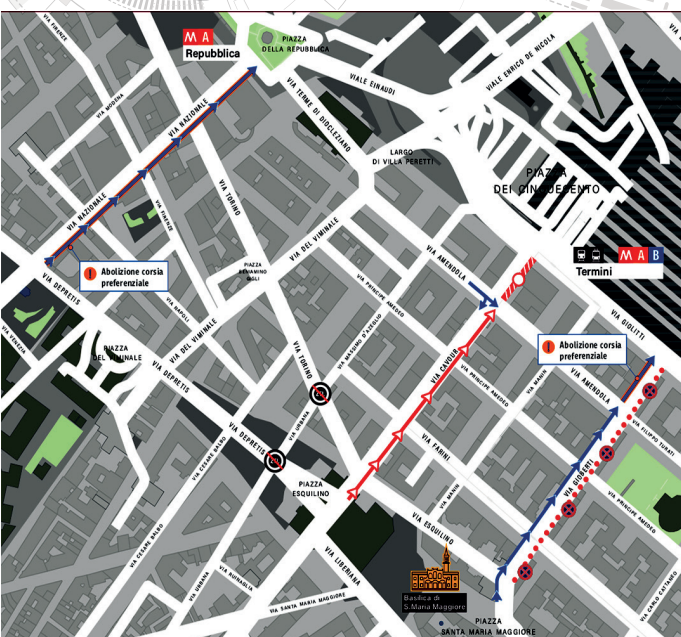 VIA FIRENZE
M A
Repubblica
PIAZZA
DELLA REPUBBLICA
VIALE EINAUDI
VIALE ENRICO DE NICOLA
VIA MODENA
VIA NAZIONALE
VIA TERME DI DIOCLEZIANO
LARGO
DI VILLA PERETTI
PIAZZA
DEI CINQUECENTO
VIA NAZIONALE
VIA FIRENZE
VIA TORINO
VIA DEL VIMINALE
VIA AMENDOLA
M A B
Termini
PIAZZA
BENIAMINO
GIGLI
! Abolizione corsia
preferenziale
VIA DEPRETIS
VIA NAPOLI
VIA PRINCIPE AMEDEO
VIA MASSIMO D'AZEGLIO
VIA GIOLITTI
VIA VENEZIA
PIAZZA
DEL VIMINALE
VIA DEL VIMINALE
VIA TORINO
VIA CAVOUR
! Abolizione corsia
preferenziale
VIA DEPRETIS
VIA PRINCIPE AMEDEO
VIA MANIN
VIA AMENDOLA
VIA URBANA
VIA DEPRETIS
VIA FARINI
VIA FILIPPO TURATI
VIA CESARE BALBO
PIAZZA
ESQUILINO
VIA MANIN
VIA GIOBERTI
VIA PRINCIPE AMEDEO
VIA ESQUILINO
VIA CESARE BALBO
VIA LIBERIANA
VIA URBANA
VIA RUINAGLIA
VIA SANTA MARIA MAGGIORE
Basilica di
S.Maria Maggiore
PIAZZA
SANTA MARIA MAGGIORE
VIA CARLO CATTANEO